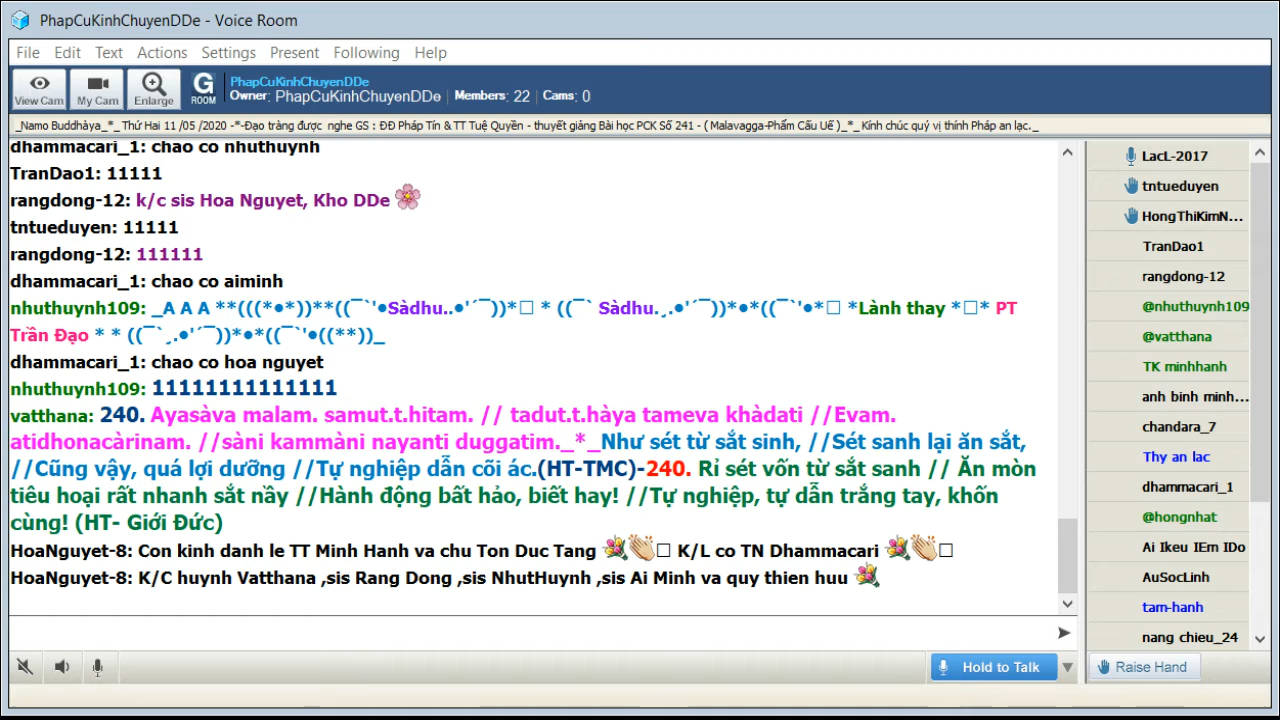 PhapCuKinhChuyenDDe - Voice Room
File Edit Text Actions Settings Present Following Help
View Cam My Cam Enlarge G ROOM
PhapCuKinhChuyenDDe
Owner: PhapCuKinhChuyenDDe Members: 22 Cams: 0
_Namo Buddhàya_*_ Thứ Hai 11 /05 /2020 -*-Đạo tràng được nghe GS : ĐĐ Pháp Tín & TT Tuệ Quyền - thuyết giảng Bài học PCK Số 241 - ( Malavagga-Phẩm Cấu Uế )_*_ Kính chúc quý vị thính Pháp an lạc._
dhammacari_1: chao co nhuthuynh
TranDao1: 11111
rangdong-12: k/c sis Hoa Nguyet, Kho DDe
tntueduyen: 11111
rangdong-12: 111111
dhammacari_1: chao co aiminh
nhuthuynh109: _A A A **(((*•*))**((¯`'•Sàdhu..•'´¯))*□ * ((¯` Sàdhu.¸.•'´¯))*•*((¯`'•*□ *Lành thay *□* PT
Trần Đạo * * ((¯`¸.•'´¯))*•*((¯`'•((**))_
dhammacari_1: chao co hoa nguyet
nhuthuynh109: 11111111111111
vatthana: 240. Ayasàva malam. samut.t.hitam. // tadut.t.hàya tameva khàdati //Evam.
atidhonacàrinam. //sàni kammàni nayanti duggatim._*_Như sét từ sắt sinh, //Sét sanh lại ăn sắt,
//Cũng vậy, quá lợi dưỡng //Tự nghiệp dẫn cõi ác.(HT-TMC)-240. Rỉ sét vốn từ sắt sanh // Ăn mòn
tiêu hoại rất nhanh sắt nầy //Hành động bất hảo, biết hay! //Tự nghiệp, tự dẫn trắng tay, khốn
cùng! (HT- Giới Đức)
HoaNguyet-8: Con kinh danh le TT Minh Hanh va chu Ton Duc Tang □ K/L co TN Dhammacari □
HoaNguyet-8: K/C huynh Vatthana ,sis Rang Dong ,sis NhutHuynh ,sis Ai Minh va quy thien huu
Hold to Talk
LacL-2017
tntueduyen
HongThiKimN...
TranDao1
rangdong-12
@nhuthuynh109
@vatthana
TK minhhanh
anh binh minh...
chandara_7
Thy an lac
dhammacari_1
@hongnhat
Ai Ikeu IEm IDo
AuSocLinh
tam-hanh
nang chieu_24
Raise Hand